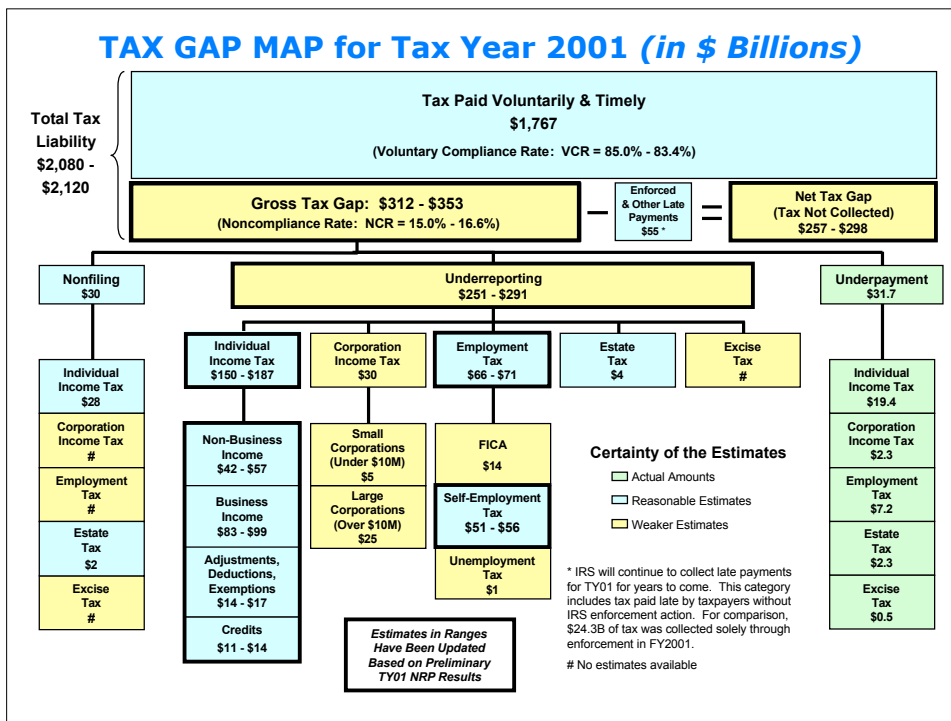 TAX GAP MAP for Tax Year 2001 (in $ Billions)
Total Tax
Liability
$2,080 -
$2,120
Tax Paid Voluntarily & Timely
$1,767
(Voluntary Compliance Rate: VCR = 85.0% - 83.4%)
Gross Tax Gap: $312 - $353
(Noncompliance Rate: NCR = 15.0% - 16.6%)
Enforced
& Other Late
Payments
$55 *
Net Tax Gap
(Tax Not Collected)
$257 - $298
Nonfiling
$30
Underreporting
$251 - $291
Underpayment
$31.7
Individual
Income Tax
$28
Corporation
Income Tax
#
Employment
Tax
#
Estate
Tax
$2
Excise
Tax
#
Individual
Income Tax
$150 - $187
Corporation
Income Tax
$30
Employment
Tax
$66 - $71
Estate
Tax
$4
Excise
Tax
#
Non-Business
Income
$42 - $57
Business
Income
$83 - $99
Adjustments,
Deductions,
Exemptions
$14 - $17
Credits
$11 - $14
Small
Corporations
(Under $10M)
$5
Large
Corporations
(Over $10M)
$25
FICA
$14
Self-Employment
Tax
$51 - $56
Unemployment
Tax
$1
Certainty of the Estimates
Actual Amounts
Reasonable Estimates
Weaker Estimates
Individual
Income Tax
$19.4
Corporation
Income Tax
$2.3
Employment
Tax
$7.2
Estate
Tax
$2.3
Excise
Tax
$0.5
Estimates in Ranges
Have Been Updated
Based on Preliminary
TY01 NRP Results
* IRS will continue to collect late payments
for TY01 for years to come. This category
includes tax paid late by taxpayers without
IRS enforcement action. For comparison,
$24.3B of tax was collected solely through
enforcement in FY2001.
# No estimates available